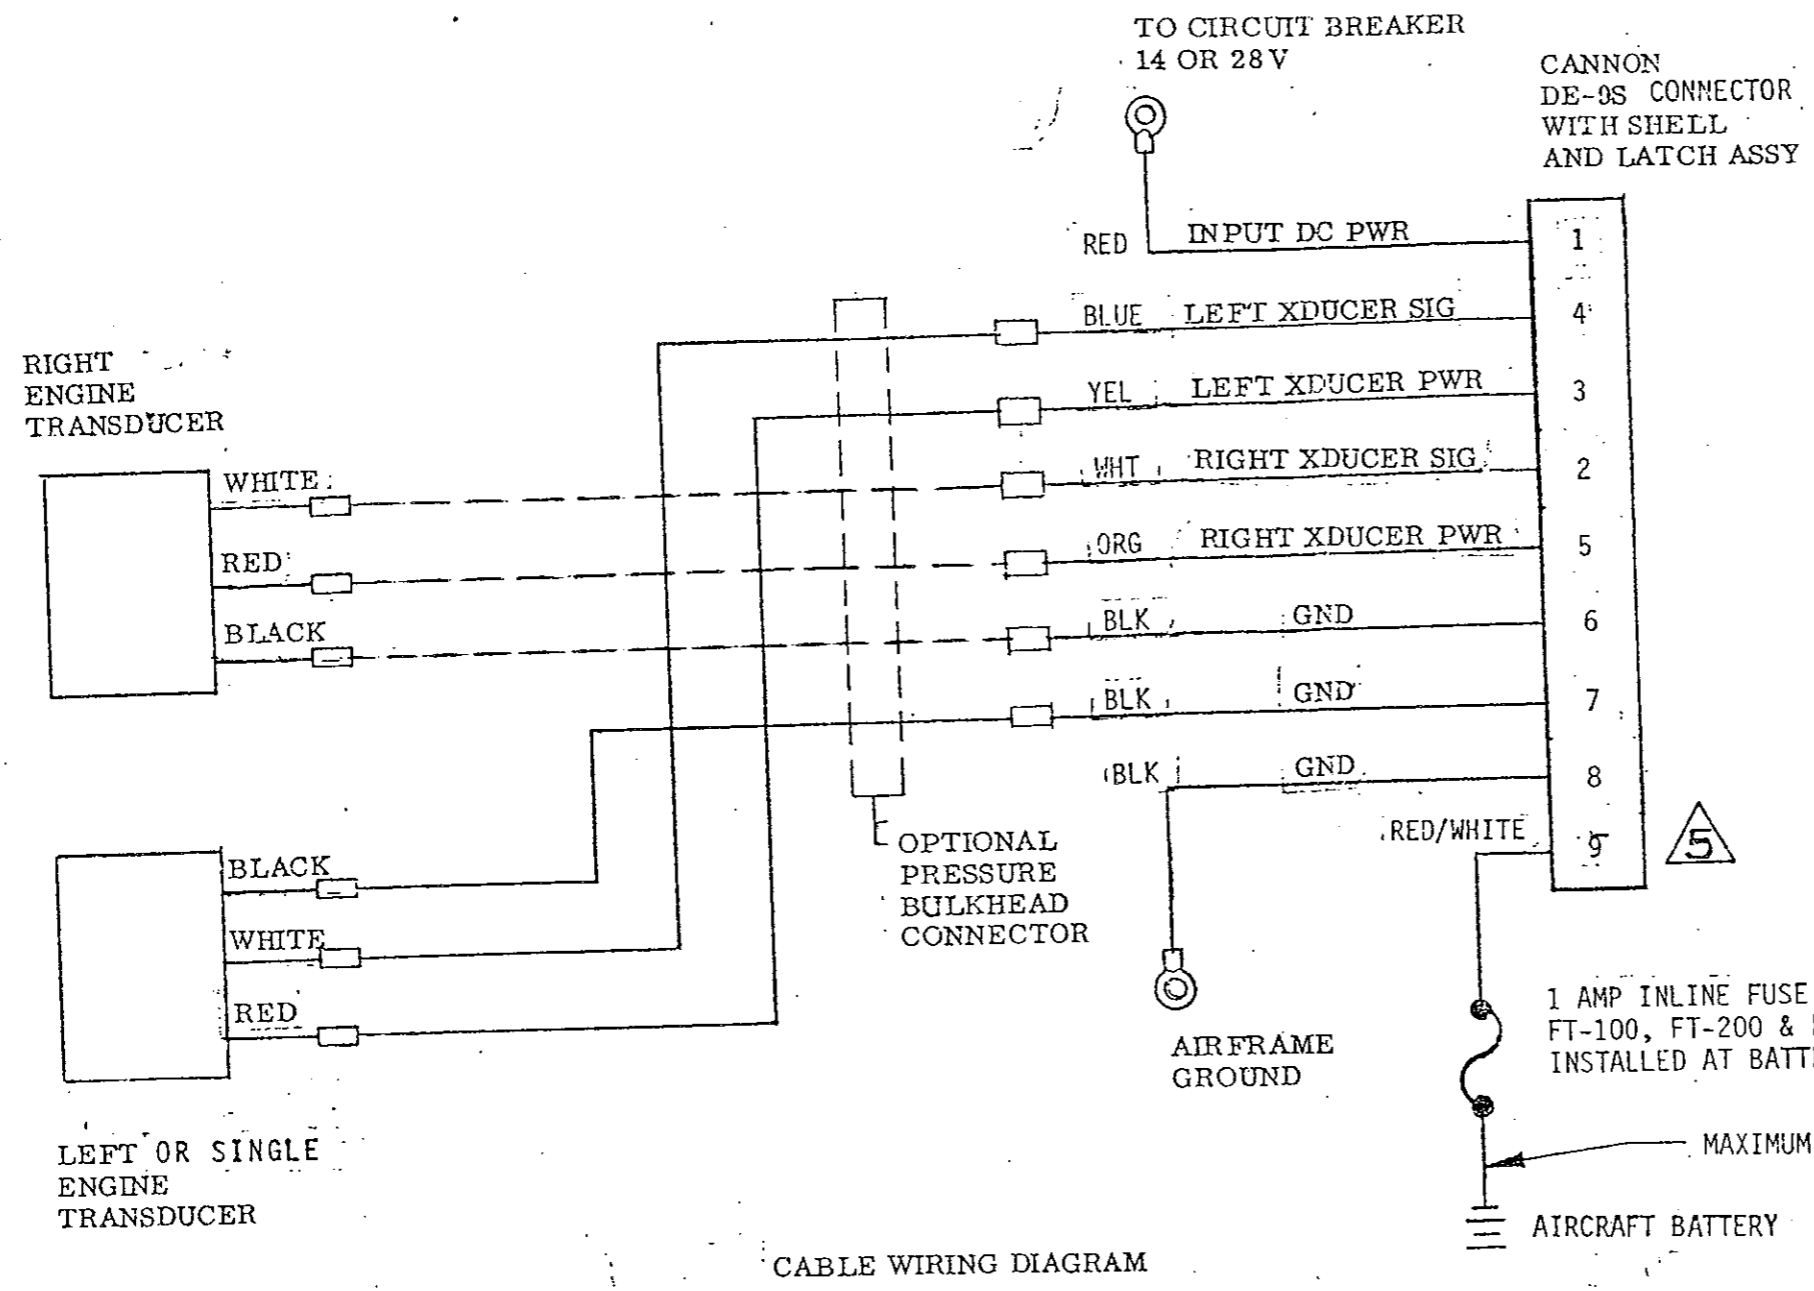 TO CIRCUIT BREAKER
14 OR 28V
CANNON
DE-9S CONNECTOR
WITH SHELL
AND LATCH ASSY
RED INPUT DC PWR 1
BLUE LEFT XDUCER SIG 4
YEL LEFT XDUCER PWR 3
WHT RIGHT XDUCER SIG 2
ORG RIGHT XDUCER PWR 5
BLK GND 6
BLK GND 7
BLK GND 8
RED/WHITE 9
5
RIGHT
ENGINE
TRANSDUCER
WHITE
RED
BLACK
OPTIONAL
PRESSURE
BULKHEAD
CONNECTOR
BLACK
WHITE
RED
LEFT OR SINGLE
ENGINE
TRANSDUCER
AIRFRAME
GROUND
1 AMP INLINE FUSE
FT-100, FT-200 &
INSTALLED AT
MAXIMUM
AIRCRAFT BATTERY
CABLE WIRING DIAGRAM